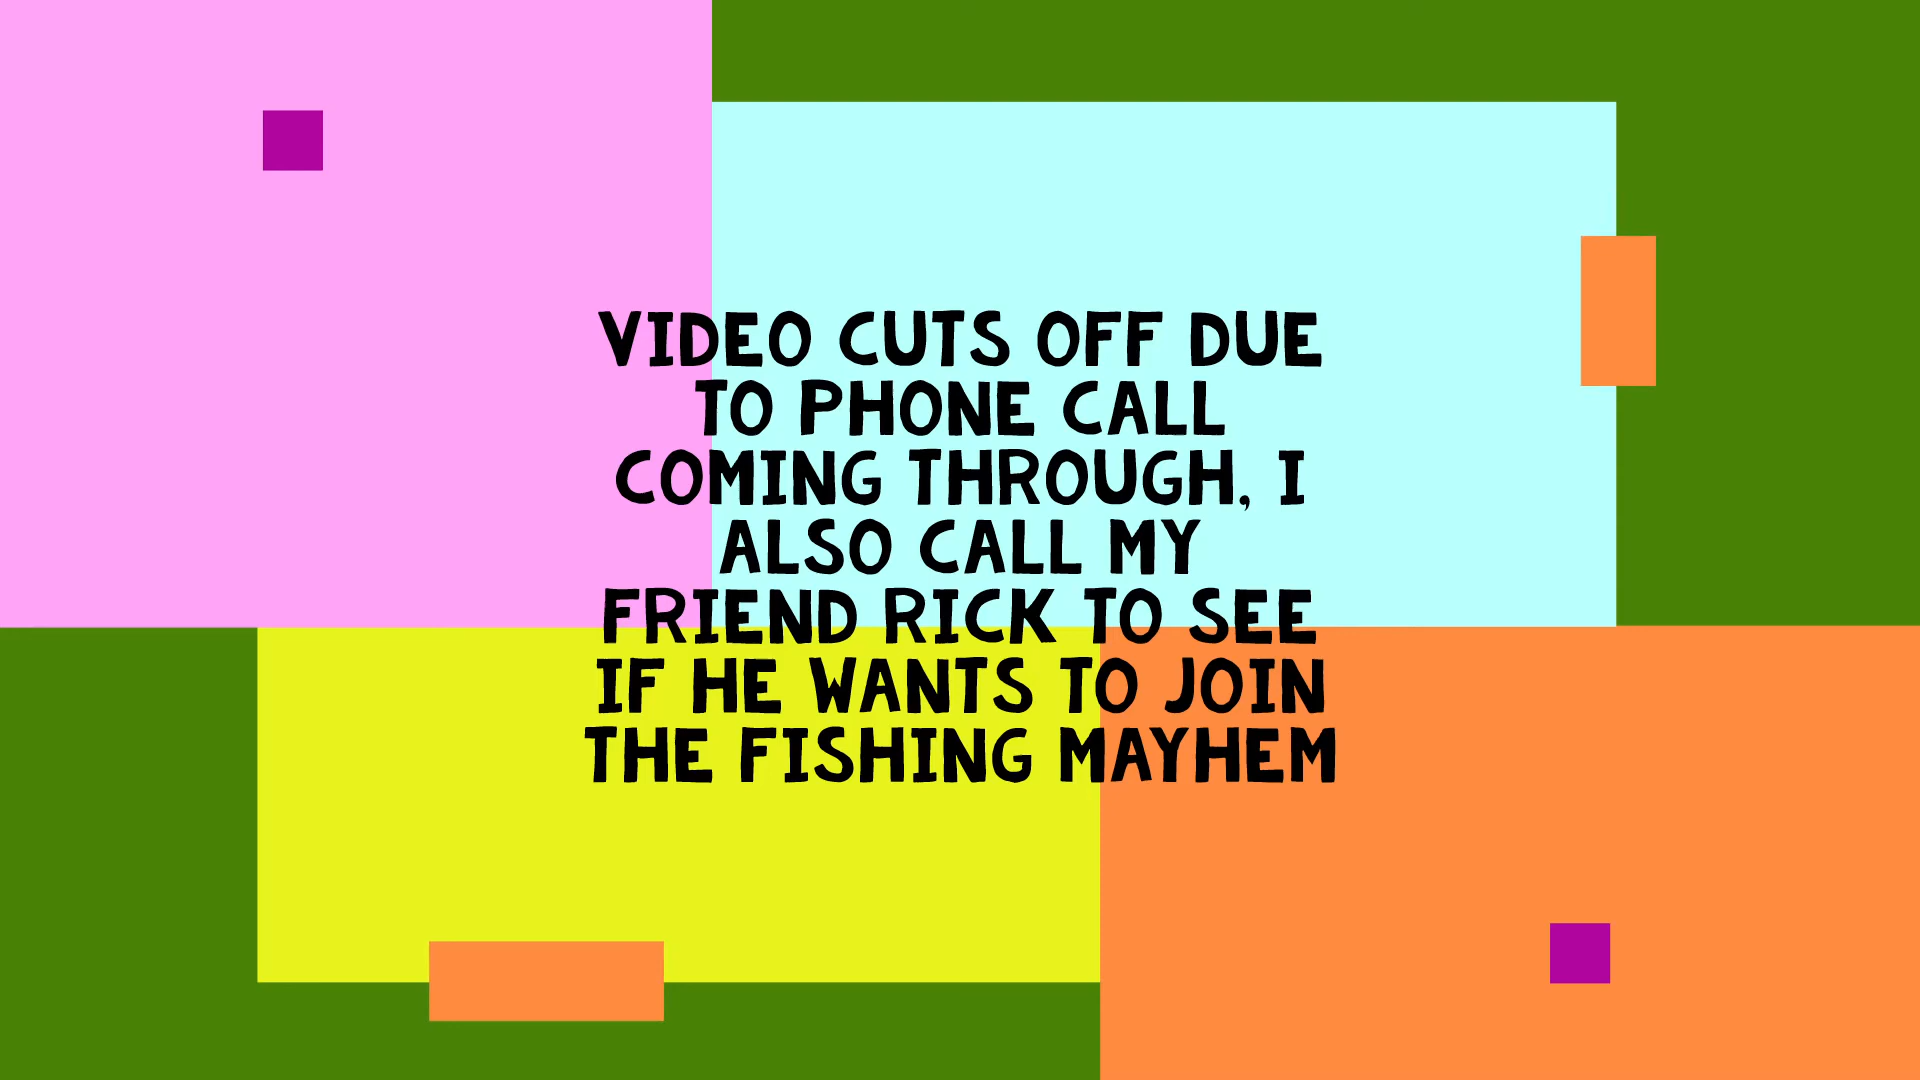 VIDEO CUTS OFF DUE
TO PHONE CALL
COMING THROUGH, I
ALSO CALL MY
FRIEND RICK TO SEE
IF HE WANTS TO JOIN
THE FISHING MAYHEM